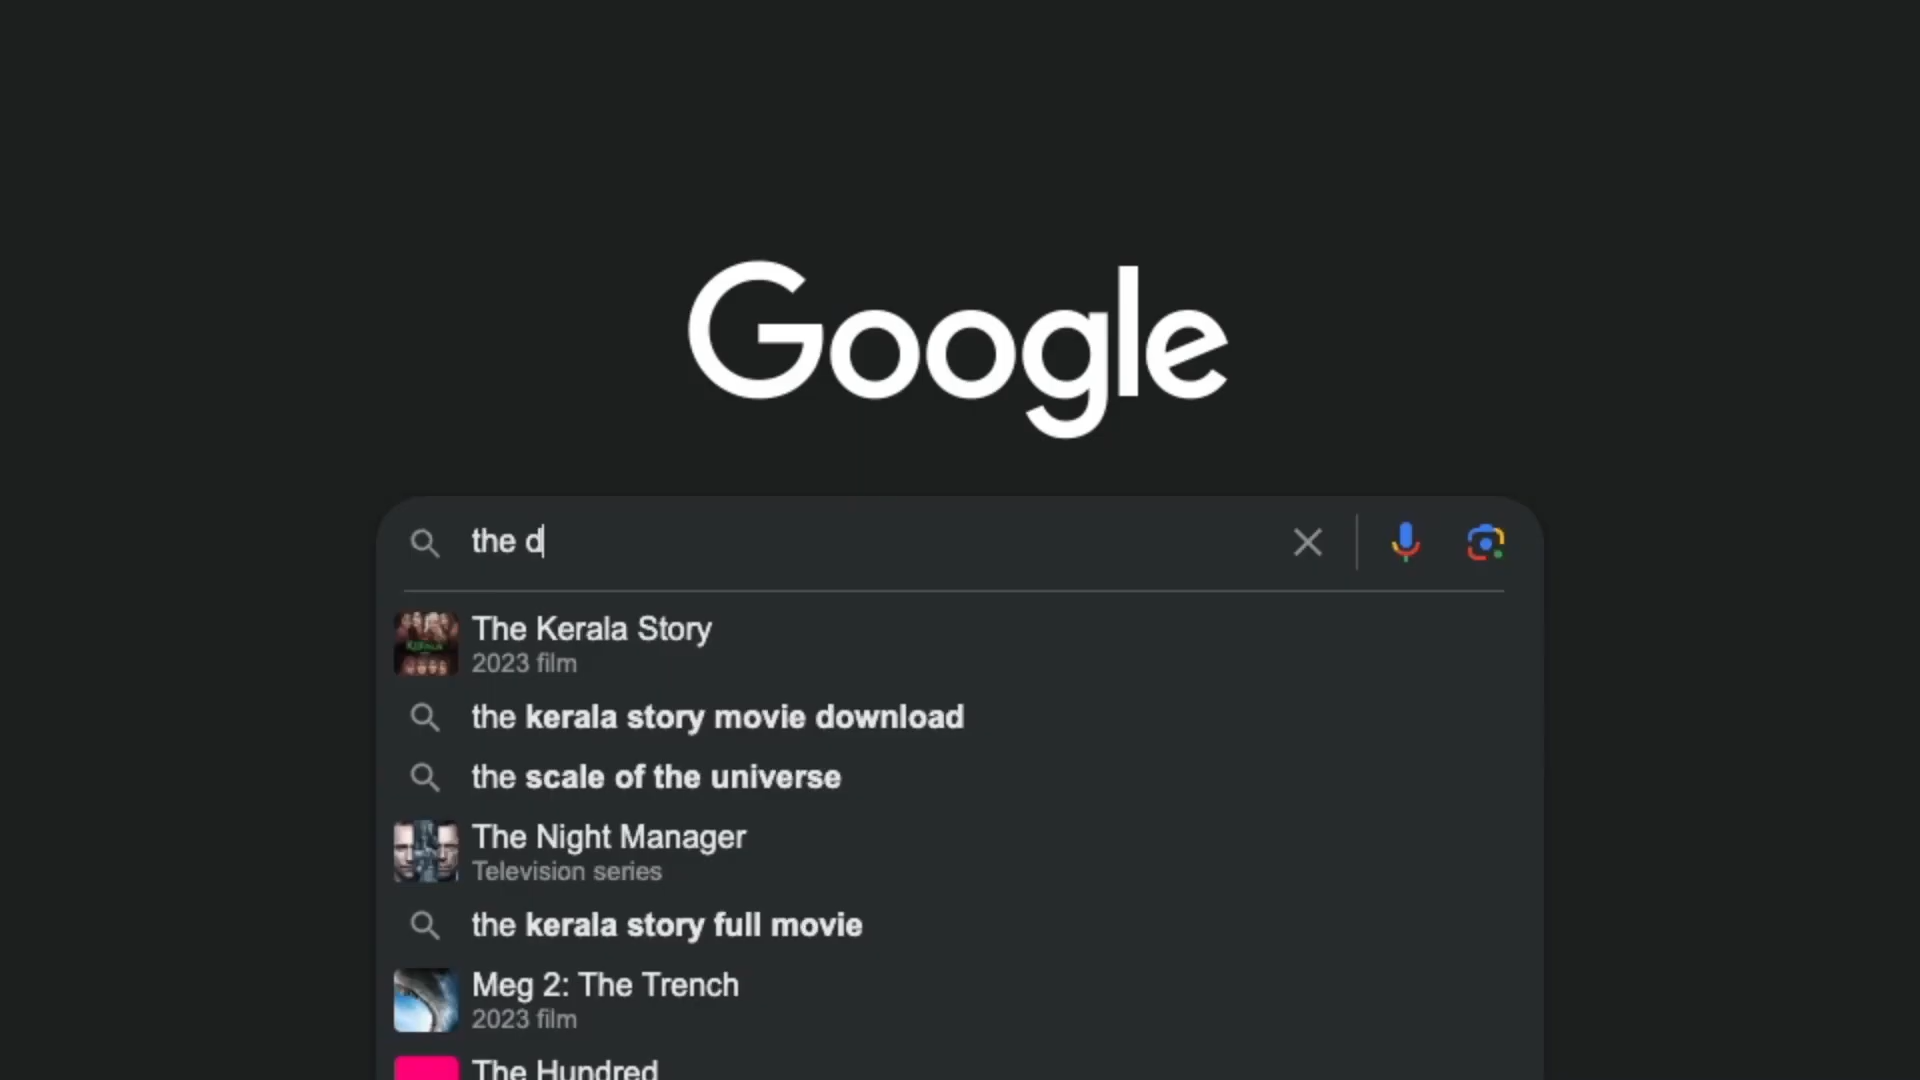 Google
the d
The Kerala Story
2023 film
the kerala story movie download
the scale of the universe
The Night Manager
Television series
the kerala story full movie
Meg 2: The Trench
2023 film
The Hundred